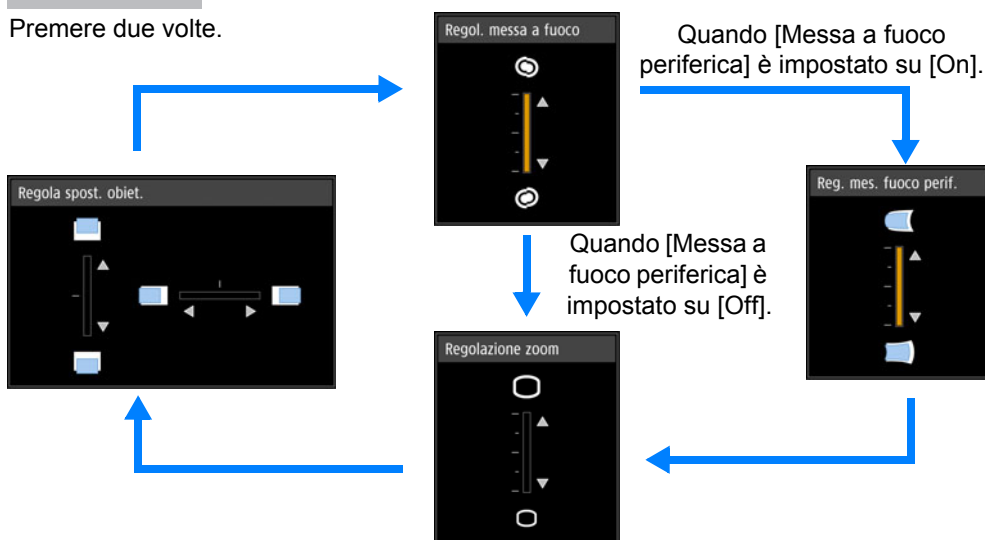 Premere due volte.
Regol. messa a fuoco
Quando [Messa a fuoco
periferica] è impostato su [On].
Regola spost. obiet.
Reg. mes. fuoco perif.
Quando [Messa a
fuoco periferica] è
impostato su [Off].
Regolazione zoom